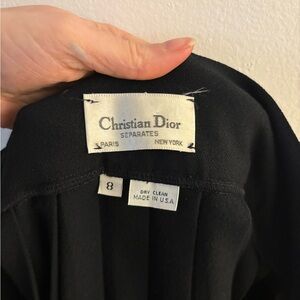 Christian Dior
SEPARATES
PARIS NEW YORK
8
DRY CLEAN
MADE IN U.S.A.